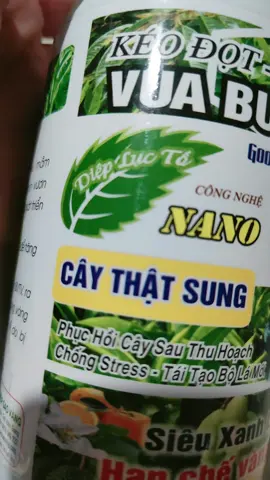 KÉO ĐỌT
VUA BU
Diệp Lục Tố
CÔNG NGHỆ
NANO
CÂY THẬT SUNG
Phục Hồi Cây Sau Thu Hoạch
Chống Stress - Tái Tạo Bộ Lá Mới
Siêu Xanh
Hạn chế vàn